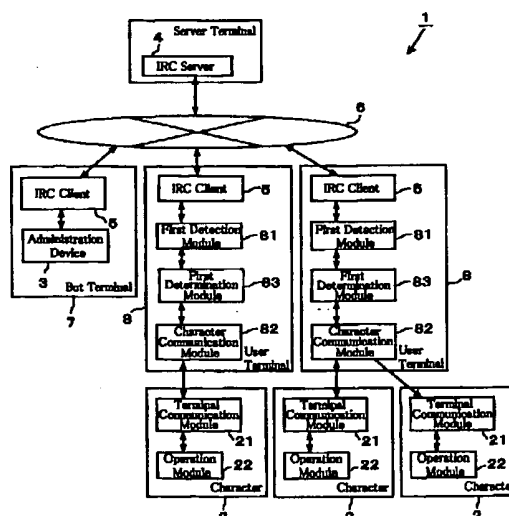 1
Server Terminal
4
IRC Server
6
IRC Client
5
Administration
Device
3
Bot Terminal
7
IRC Client
5
First Detection
Module
81
First
Determination
Module
83
Character
Communication
Module
82
User
Terminal
8
IRC Client
5
First Detection
Module
81
First
Determination
Module
83
Character
Communication
Module
82
User
Terminal
8
Terminal
Communication
Module
21
Operation
Module
22
Character
2
Terminal
Communication
Module
21
Operation
Module
22
Character
2
Terminal
Communication
Module
21
Operation
Module
22
Character
2